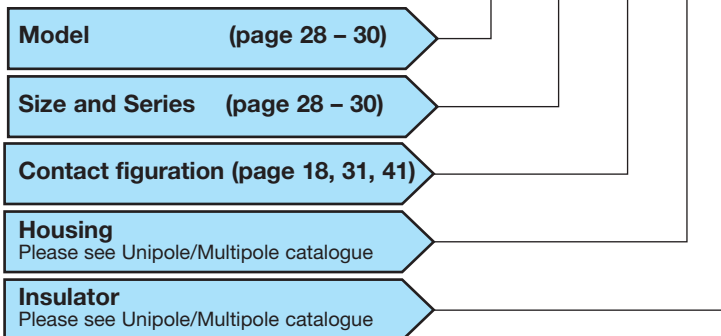 Model (page 28 – 30)
Size and Series (page 28 – 30)
Contact figuration (page 18, 31, 41)
Housing
Please see Unipole/Multipole catalogue
Insulator
Please see Unipole/Multipole catalogue